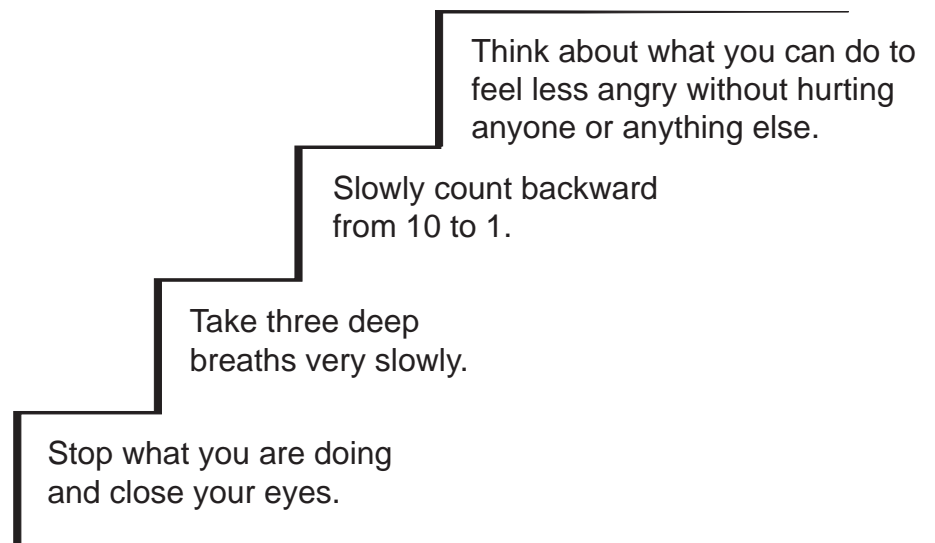 Think about what you can do to
feel less angry without hurting
anyone or anything else.
Slowly count backward
from 10 to 1.
Take three deep
breaths very slowly.
Stop what you are doing
and close your eyes.